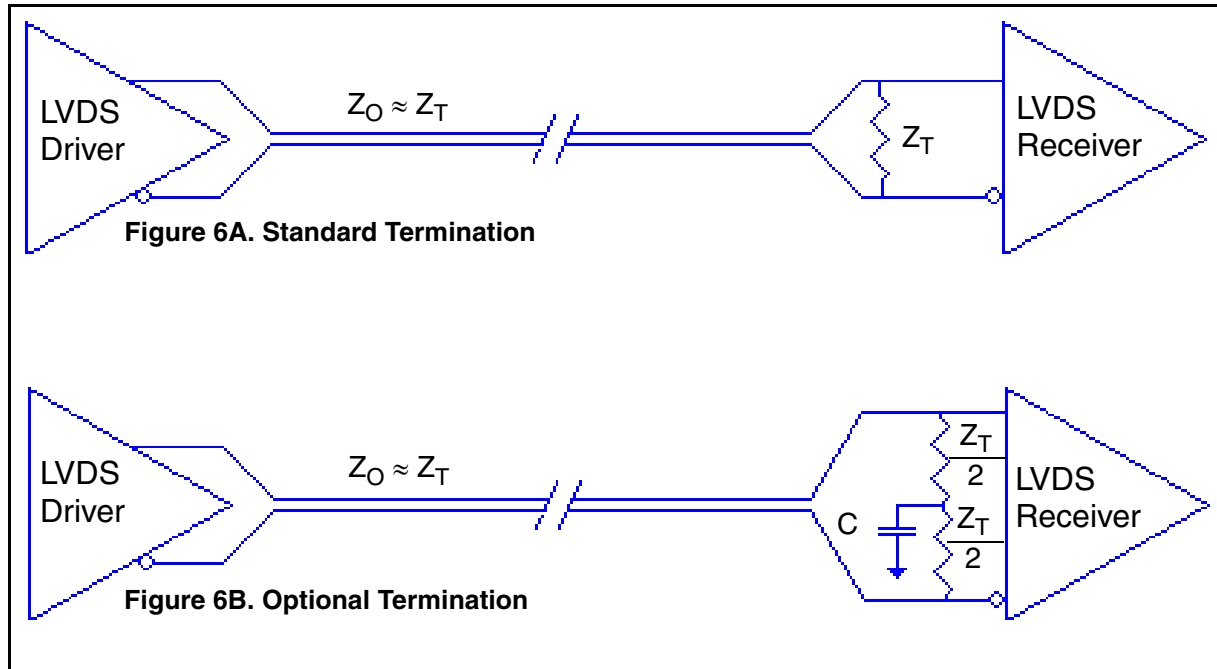 LVDS
Driver
Z_O ≈ Z_T
Z_T
LVDS
Receiver
Figure 6A. Standard Termination
LVDS
Driver
Z_O ≈ Z_T
C
Z_T
2
Z_T
2
LVDS
Receiver
Figure 6B. Optional Termination